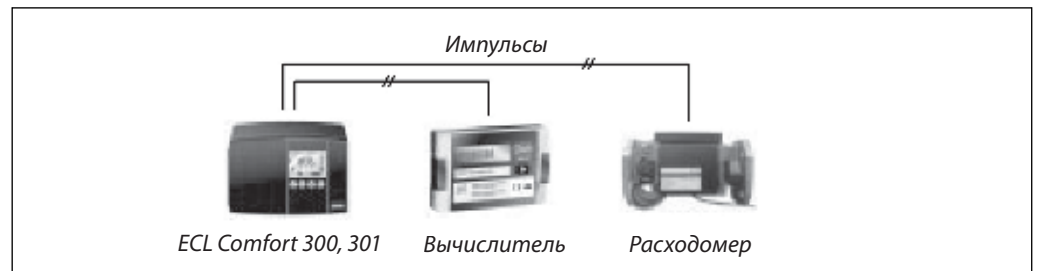 Импульсы
ECL Comfort 300, 301
Вычислитель
Расходомер